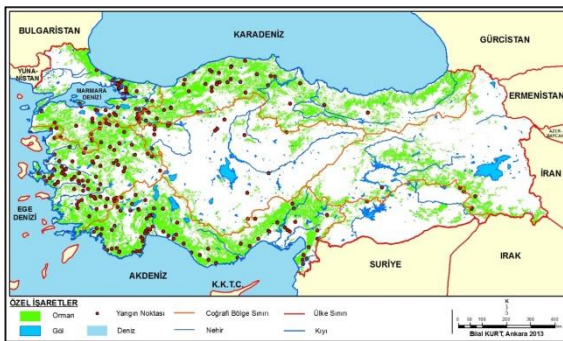 BULGARİSTAN
KARADENİZ
GÜRCİSTAN
YUNA-
NİSTAN
MARMARA
DENİZİ
ERMENİSTAN
İRAN
EGE
DENİZİ
AKDENİZ
K.K.T.C.
SURİYE
IRAK
ÖZEL İŞARETLER
Orman
Yangın Noktası
Coğrafi Bölge Sınırı
Ülke Sınırı
Göl
Deniz
Nehir
Kıyı
Bilal KURT, Ankara 2013